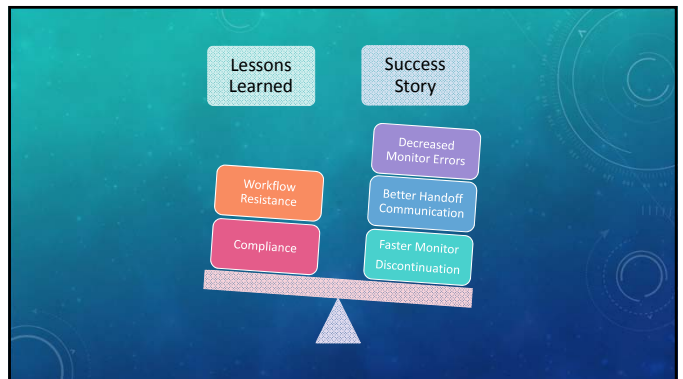 Lessons
Learned
Success
Story
Workflow
Resistance
Compliance
Decreased
Monitor Errors
Better Handoff
Communication
Faster Monitor
Discontinuation